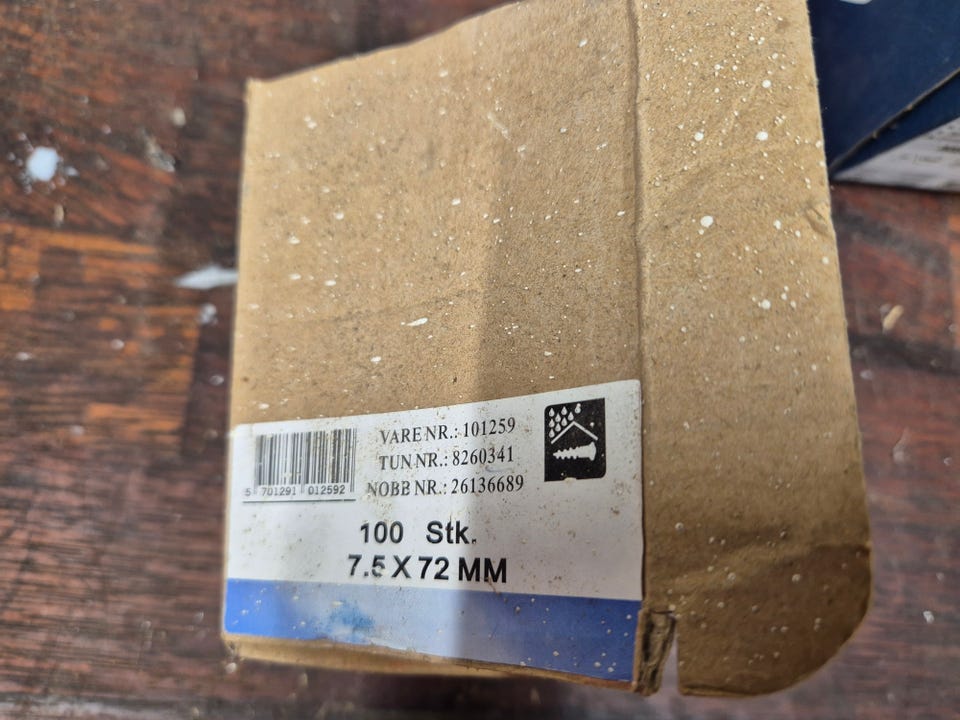 VARE NR.: 101259
TUN NR.: 8260341
NOBB NR.: 26136689
5 701291 012592
100 Stk.
7.5 X 72 MM